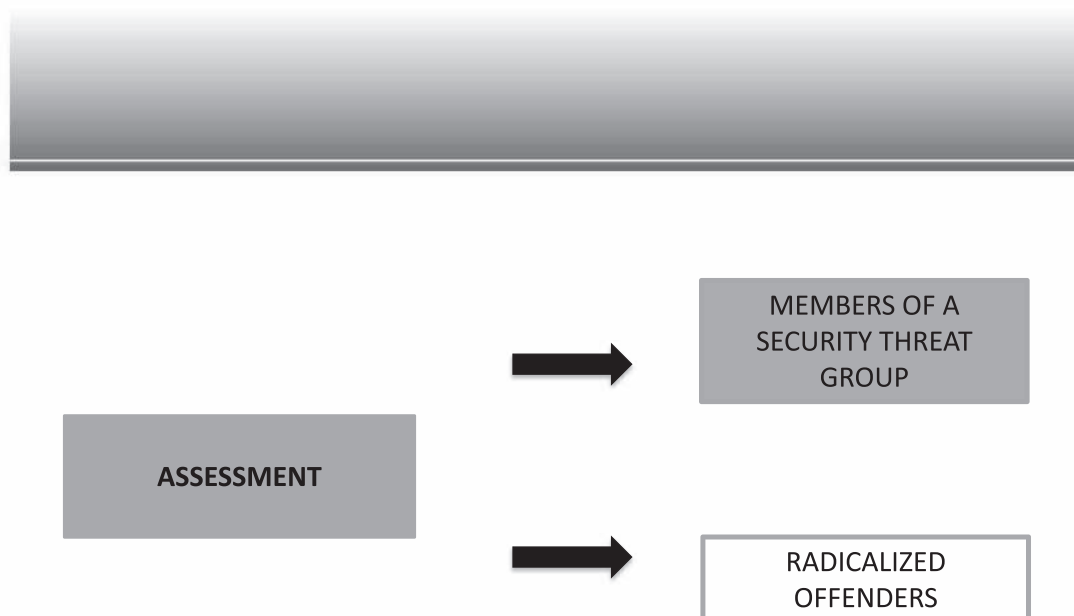 MEMBERS OF A
SECURITY THREAT
GROUP
ASSESSMENT
RADICALIZED
OFFENDERS